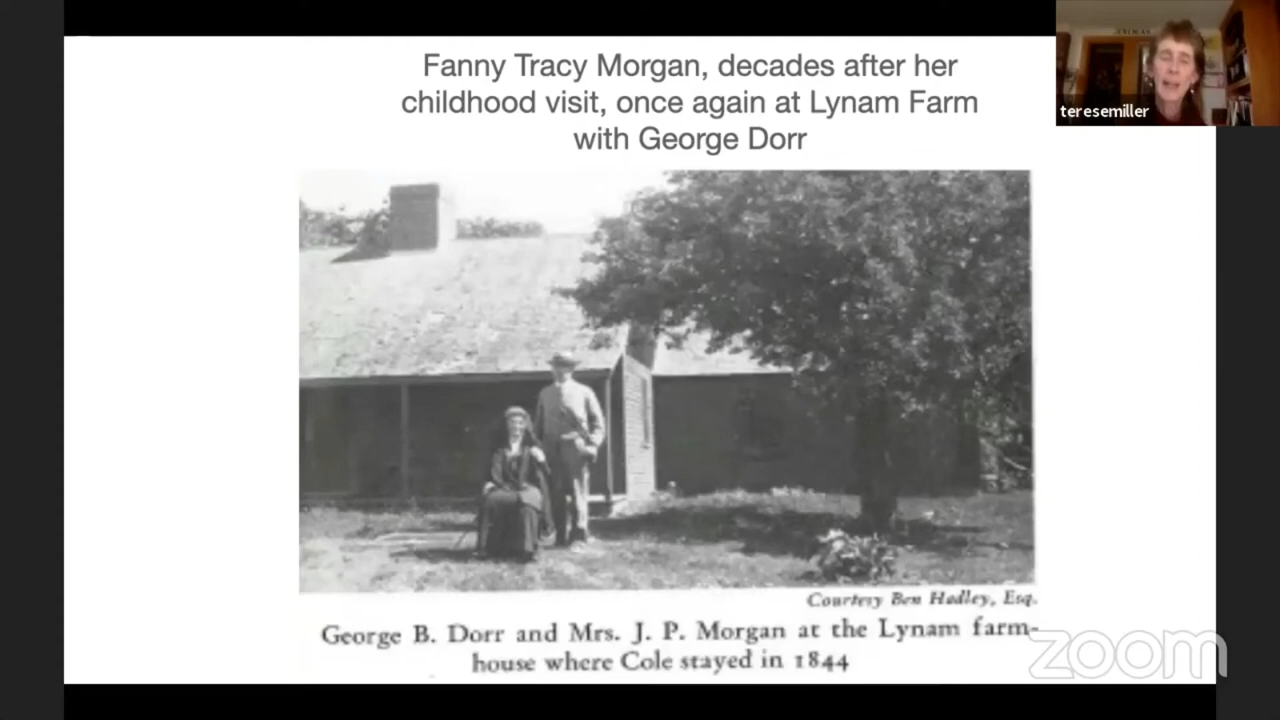 Fanny Tracy Morgan, decades after her
childhood visit, once again at Lynam Farm
with George Dorr
teresemiller
Courtesy Ben Hadley, Esq.
George B. Dorr and Mrs. J. P. Morgan at the Lynam farm-
house where Cole stayed in 1844
zoom